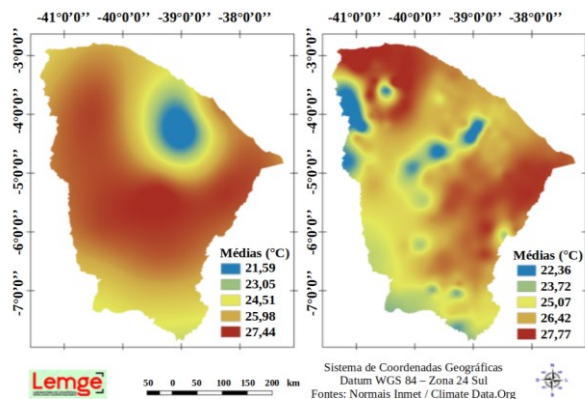 -41°0'0'' -40°0'0'' -39°0'0'' -38°0'0''
-41°0'0'' -40°0'0'' -39°0'0'' -38°0'0''
-3°0'0''
-4°0'0''
-5°0'0''
-6°0'0''
-7°0'0''
Médias (°C)
21,59
23,05
24,51
25,98
27,44
-3°0'0''
-4°0'0''
-5°0'0''
-6°0'0''
-7°0'0''
Médias (°C)
22,36
23,72
25,07
26,42
27,77
Lemge
50 0 50 100 150 200 km
Sistema de Coordenadas Geográficas
Datum WGS 84 – Zona 24 Sul
Fontes: Normais Inmet / Climate Data.Org